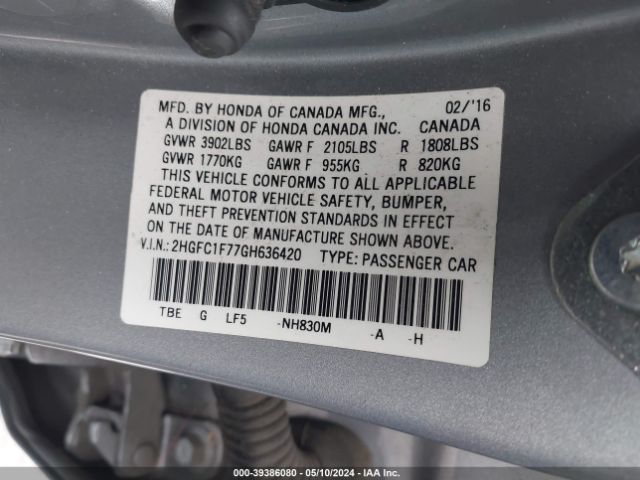 MFD. BY HONDA OF CANADA MFG., 02/'16
A DIVISION OF HONDA CANADA INC. CANADA
GVWR 3902LBS GAWR F 2105LBS R 1808LBS
GVWR 1770KG GAWR F 955KG R 820KG
THIS VEHICLE CONFORMS TO ALL APPLICABLE
FEDERAL MOTOR VEHICLE SAFETY, BUMPER,
AND THEFT PREVENTION STANDARDS IN EFFECT
ON THE DATE OF MANUFACTURE SHOWN ABOVE.
V.I.N.: 2HGFC1F77GH636420 TYPE: PASSENGER CAR
TBE G LF5 -NH830M -A -H
000-39386080 - 05/10/2024 - IAA Inc.